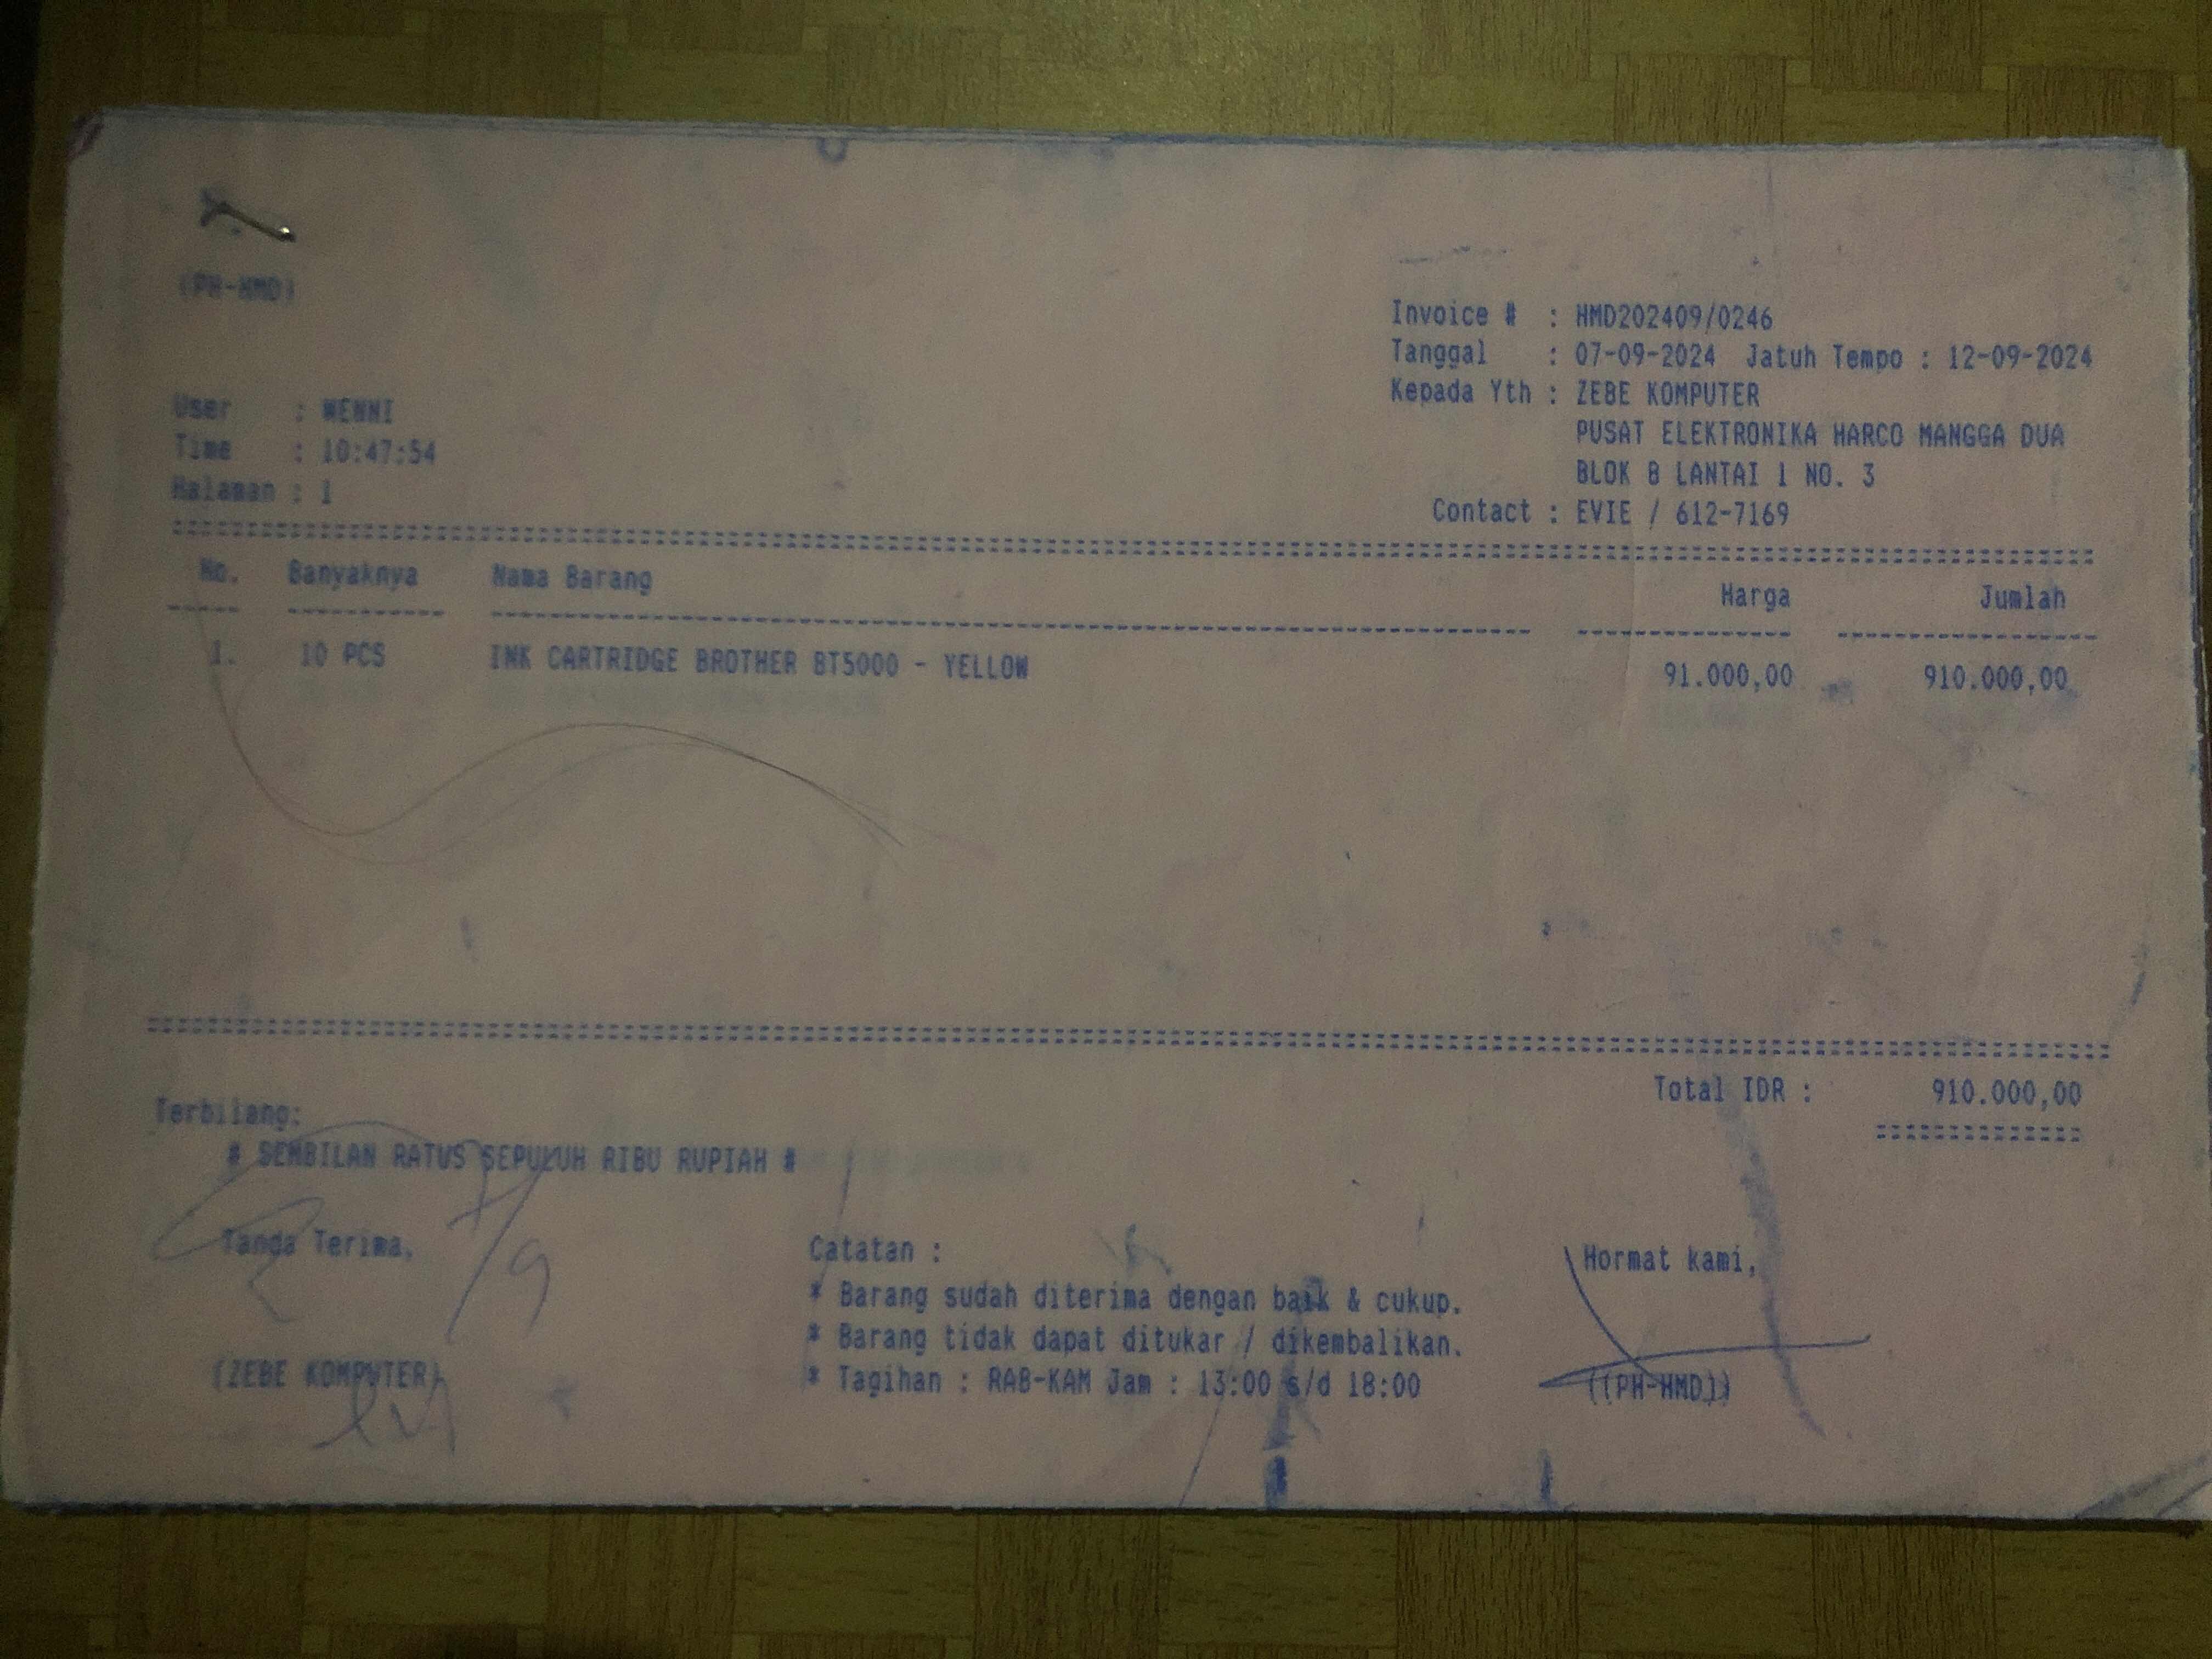 (PH-HMD)
Invoice # : HMD202409/0246
Tanggal : 07-09-2024 Jatuh Tempo : 12-09-2024
Kepada Yth : ZEBE KOMPUTER
PUSAT ELEKTRONIKA HARCO MANGGA DUA
BLOK B LANTAI 1 NO. 3
Contact : EVIE / 612-7169
User : WENNI
Time : 10:47:54
Halaman : 1
No. Banyaknya Nama Barang Harga Jumlah
1. 10 PCS INK CARTRIDGE BROTHER BT5000 - YELLOW 91.000,00 910.000,00
Total IDR : 910.000,00
Terbilang:
# SEMBILAN RATUS SEPULUH RIBU RUPIAH #
Tanda Terima,
7/9
(ZEBE KOMPUTER)
Catatan :
* Barang sudah diterima dengan baik & cukup.
* Barang tidak dapat ditukar / dikembalikan.
* Tagihan : RAB-KAM Jam : 13:00 s/d 18:00
Hormat kami,
((PH-HMD))